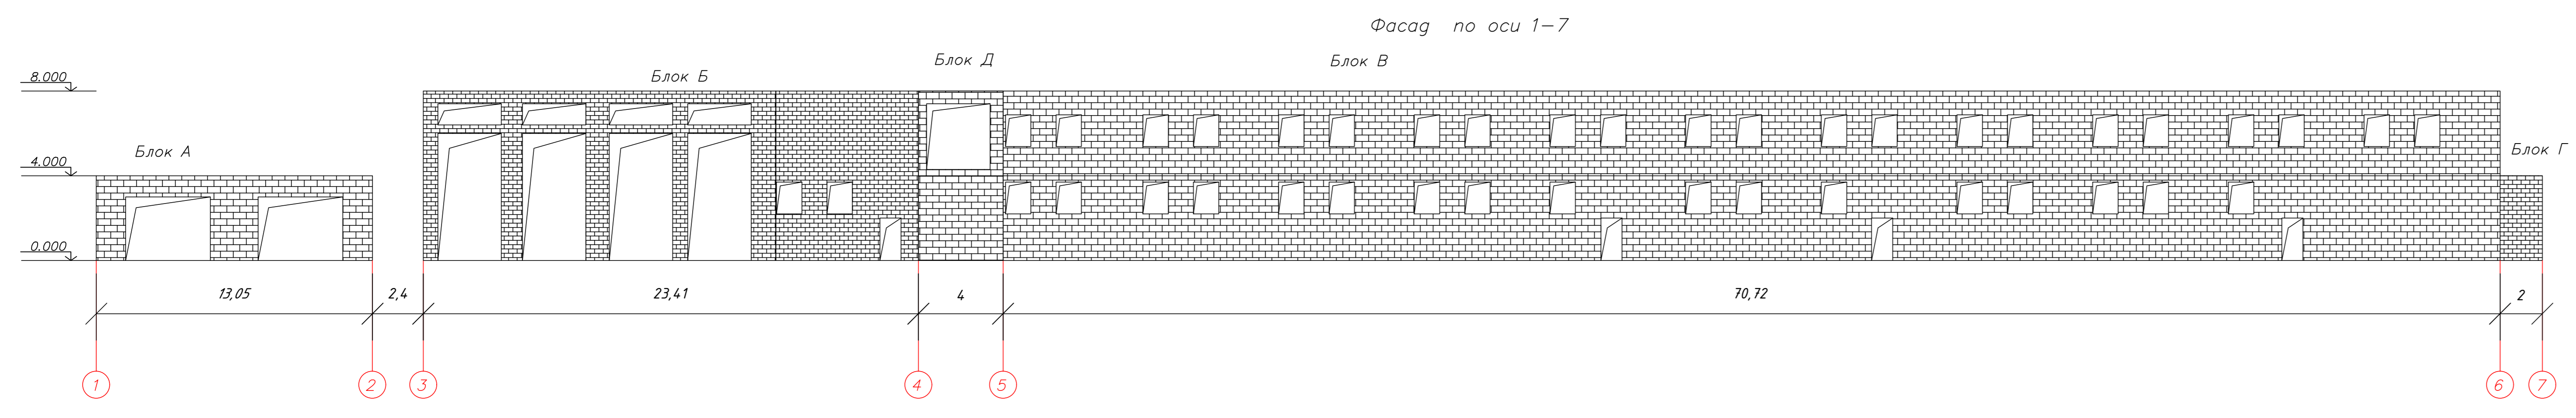 Фасад по оси 1-7
Блок Д
Блок В
Блок Б
8.000
Блок А
Блок Г
4.000
0.000
13,05
2,4
23,41
4
70,72
2
1
2
3
4
5
6
7